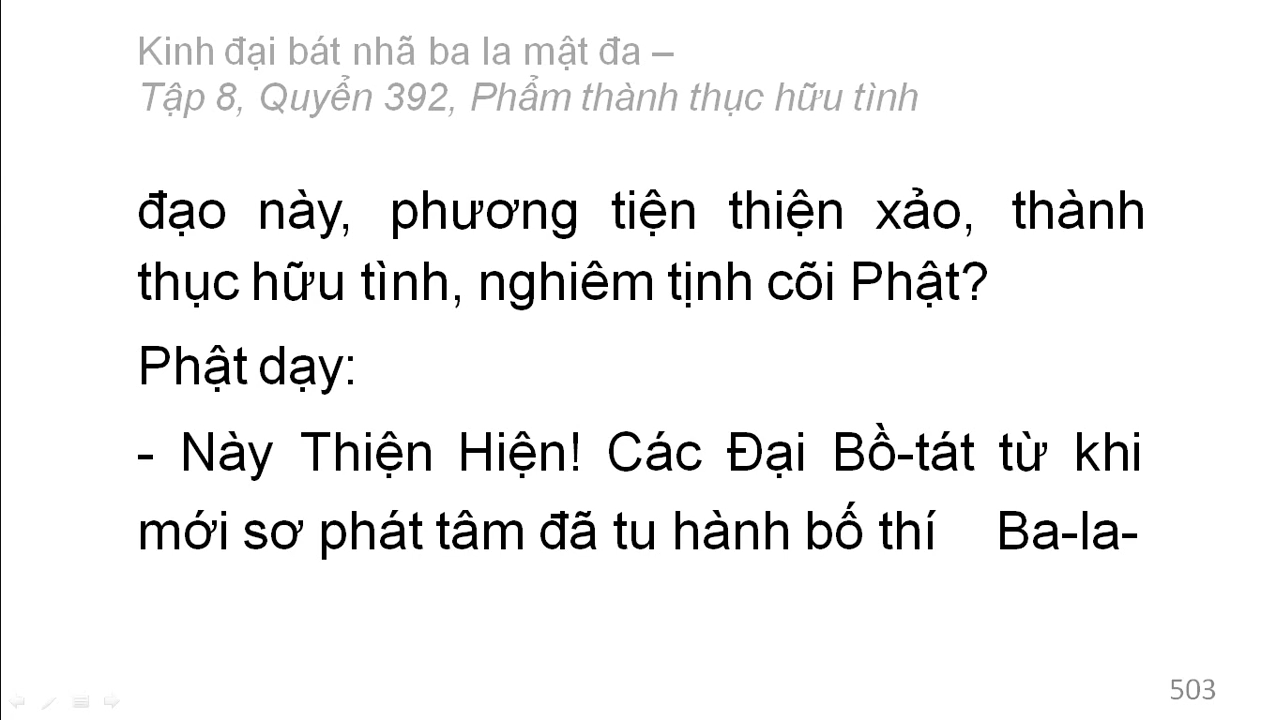 Kinh đại bát nhã ba la mật đa –
Tập 8, Quyển 392, Phẩm thành thục hữu tình
đạo này, phương tiện thiện xảo, thành
thục hữu tình, nghiêm tịnh cõi Phật?
Phật dạy:
- Này Thiện Hiện! Các Đại Bồ-tát từ khi
mới sơ phát tâm đã tu hành bố thí Ba-la-
503